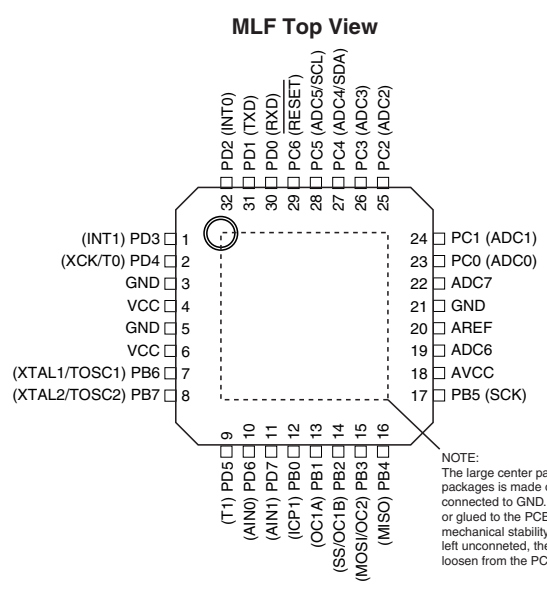 MLF Top View
PD2 (INT0)
PD1 (TXD)
PD0 (RXD)
PC6 (RESET)
PC5 (ADC5/SCL)
PC4 (ADC4/SDA)
PC3 (ADC3)
PC2 (ADC2)
32
31
30
29
28
27
26
25
(INT1) PD3 1
(XCK/T0) PD4 2
GND 3
VCC 4
GND 5
VCC 6
(XTAL1/TOSC1) PB6 7
(XTAL2/TOSC2) PB7 8
24 PC1 (ADC1)
23 PC0 (ADC0)
22 ADC7
21 GND
20 AREF
19 ADC6
18 AVCC
17 PB5 (SCK)
9
10
11
12
13
14
15
16
(T1) PD5
(AIN0) PD6
(AIN1) PD7
(ICP1) PB0
(OC1A) PB1
(SS/OC1B) PB2
(MOSI/OC2) PB3
(MISO) PB4
NOTE:
The large center
packages is made
connected to GND.
or glued to the PCB
mechanical stability
left unconneted, the
loosen from the PC